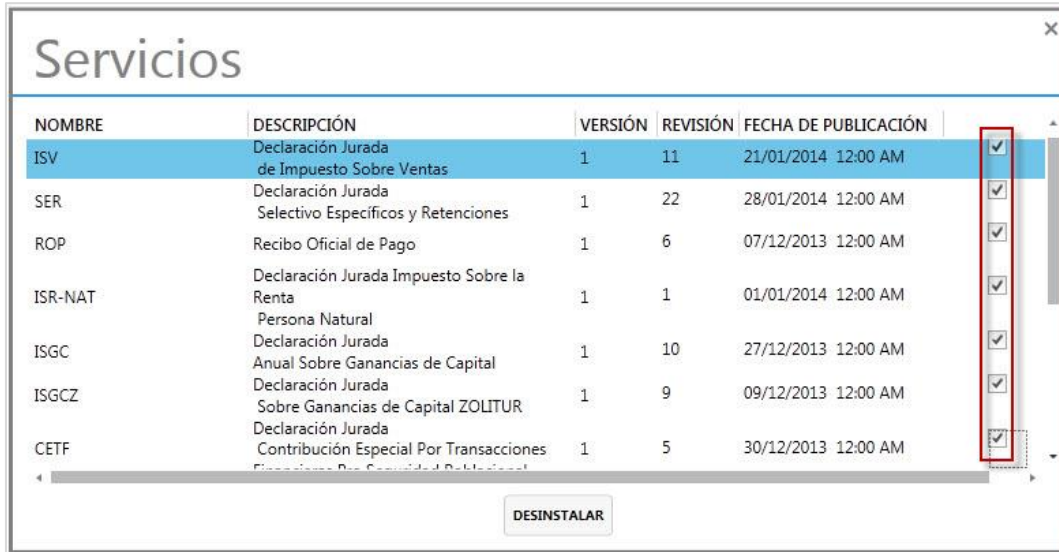 Servicios
NOMBRE DESCRIPCIÓN VERSIÓN REVISIÓN FECHA DE PUBLICACIÓN
Declaración Jurada
ISV 1 11 21/01/2014 12:00 AM
de Impuesto Sobre Ventas
Declaración Jurada
SER 1 22 28/01/2014 12:00 AM
Selectivo Específicos y Retenciones
ROP Recibo Oficial de Pago 1 6 07/12/2013 12:00 AM
Declaración Jurada Impuesto Sobre la
ISR-NAT Renta 1 1 01/01/2014 12:00 AM
Persona Natural
Declaración Jurada
ISGC 1 10 27/12/2013 12:00 AM
Anual Sobre Ganancias de Capital
Declaración Jurada
ISGCZ 1 9 09/12/2013 12:00 AM
Sobre Ganancias de Capital ZOLITUR
Declaración Jurada
CETF Contribución Especial Por Transacciones 1 5 30/12/2013 12:00 AM
DESINSTALAR